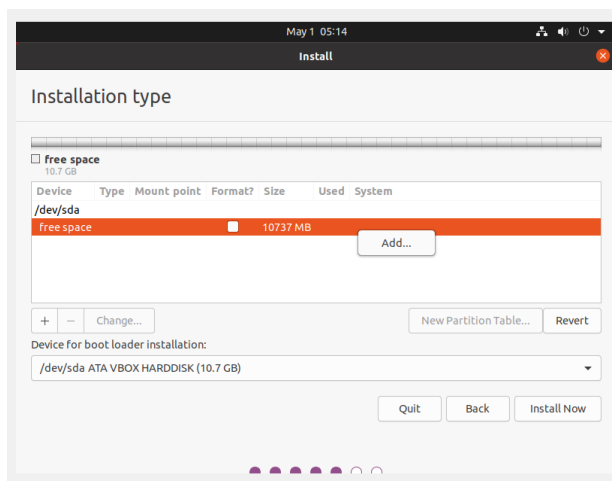 May 1 05:14
Install
Installation type
free space
10.7 GB
Device Type Mount point Format? Size Used System
/dev/sda
free space 10737 MB
Add...
+ − Change... New Partition Table... Revert
Device for boot loader installation:
/dev/sda ATA VBOX HARDDISK (10.7 GB)
Quit Back Install Now